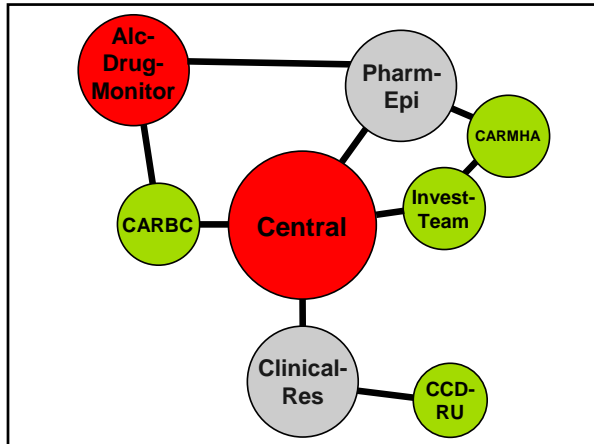 Alc-
Drug-
Monitor
Pharm-
Epi
CARMHA
Invest-
Team
CARBC
Central
Clinical-
Res
CCD-
RU